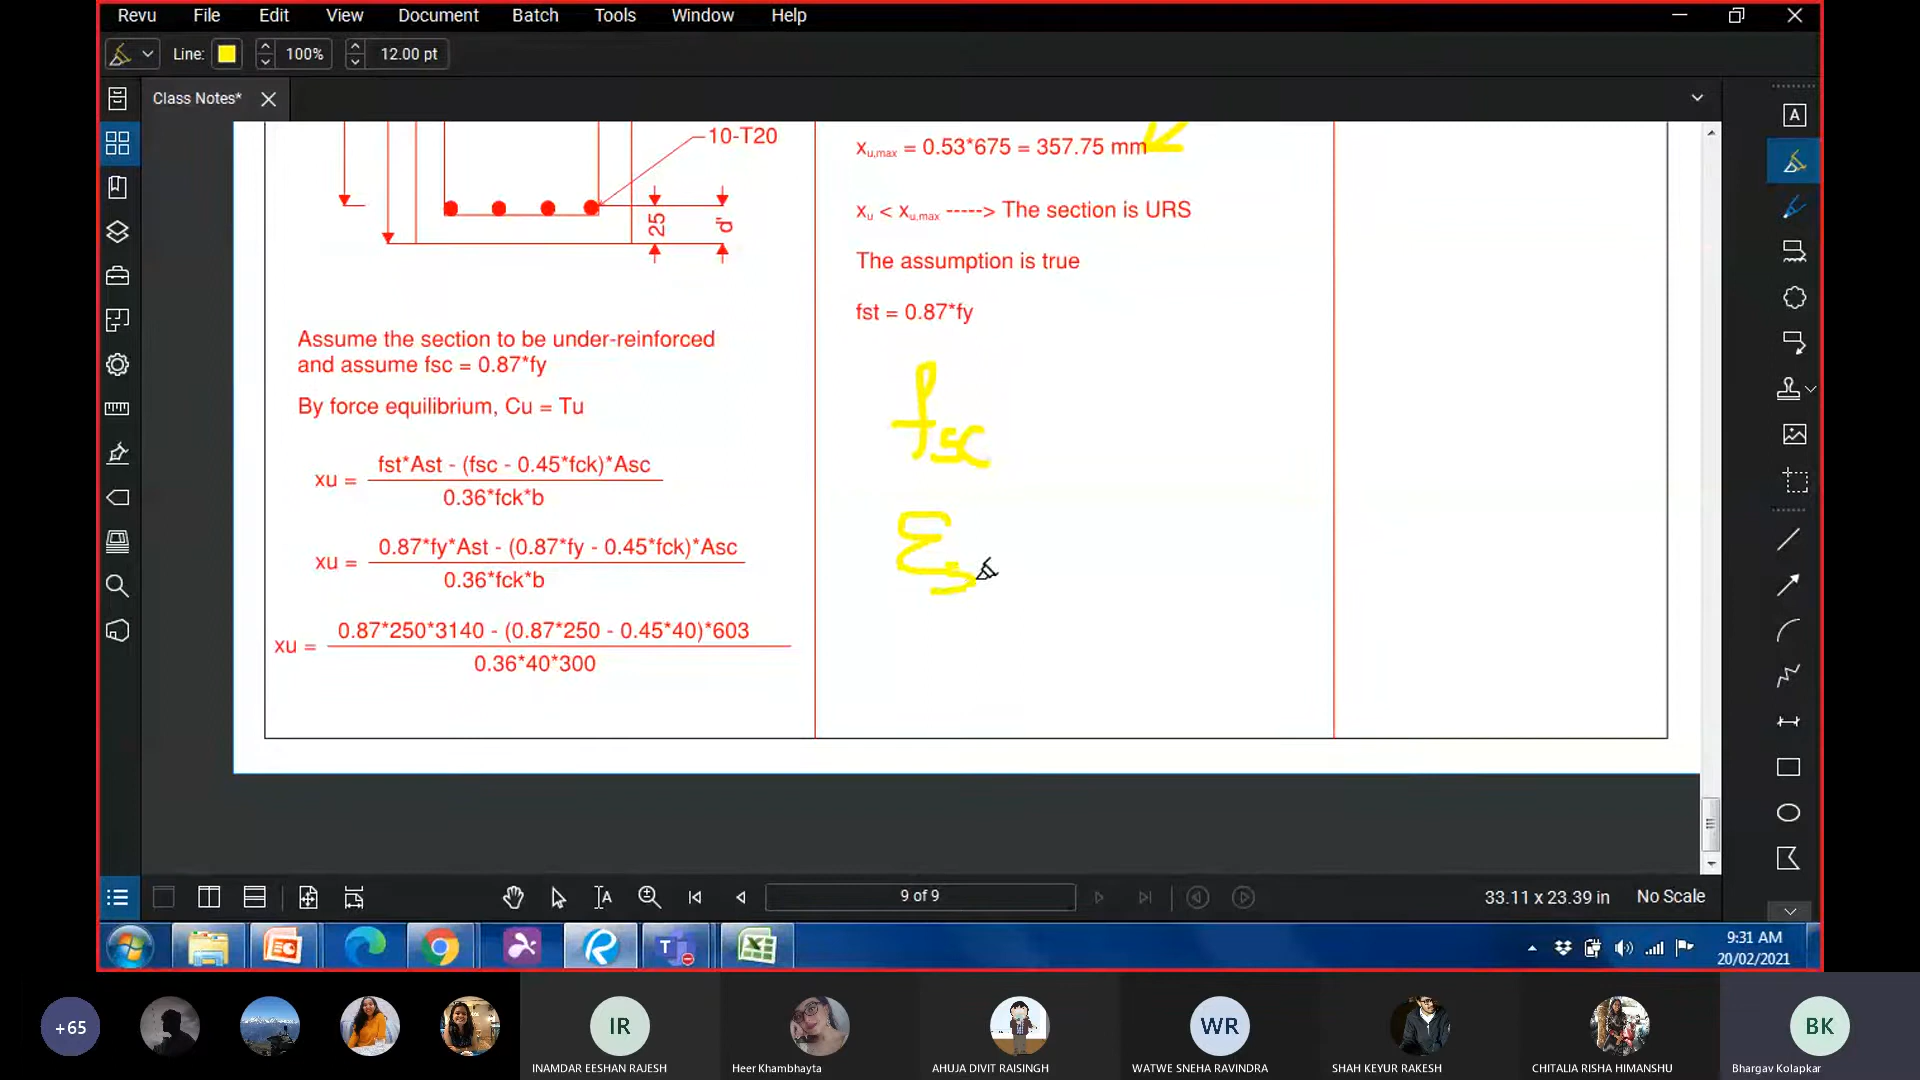 Revu File Edit View Document Batch Tools Window Help
Line: 100% 12.00 pt
Class Notes*
10-T20
25
d'
Assume the section to be under-reinforced
and assume fsc = 0.87*fy
By force equilibrium, Cu = Tu
xu = fst*Ast - (fsc - 0.45*fck)*Asc
0.36*fck*b
xu = 0.87*fy*Ast - (0.87*fy - 0.45*fck)*Asc
0.36*fck*b
xu = 0.87*250*3140 - (0.87*250 - 0.45*40)*603
0.36*40*300
xu,max = 0.53*675 = 357.75 mm
xu < xu,max -----> The section is URS
The assumption is true
fst = 0.87*fy
fsc
Σs
9 of 9
33.11 x 23.39 in No Scale
9:31 AM
20/02/2021
+65
IR
WR
BK
INAMDAR EESHAN RAJESH
Heer Khambhayta
AHUJA DIVIT RAISINGH
WATWE SNEHA RAVINDRA
SHAH KEYUR RAKESH
CHITALIA RISHA HIMANSHU
Bhargav Kolapkar